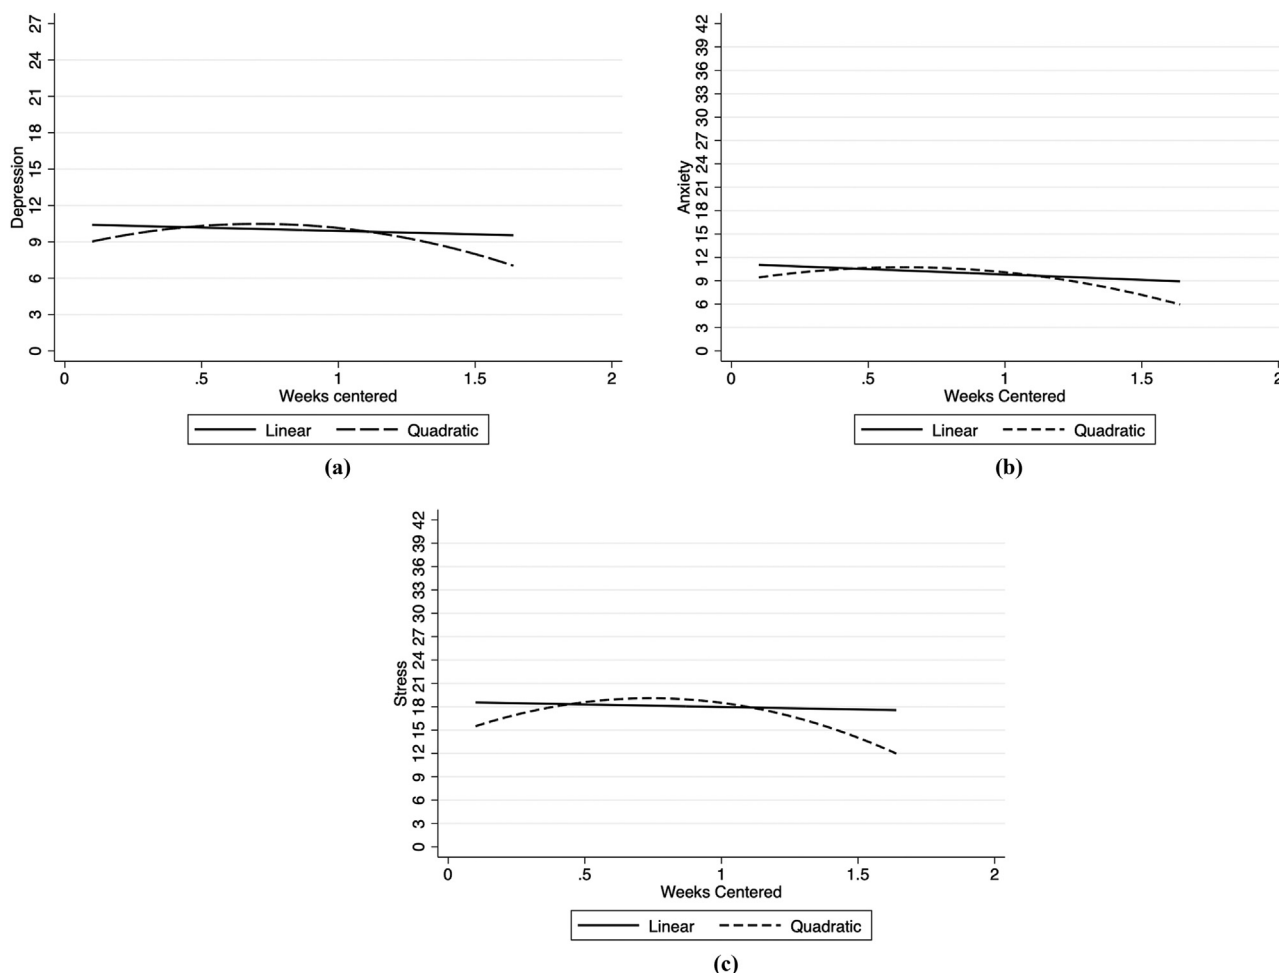 27
24
21
18
15
12
9
6
3
0
Depression
0 .5 1 1.5 2
Weeks centered
Linear Quadratic
(a)
42
39
36
33
30
27
24
21
18
15
12
9
6
3
0
Anxiety
0 .5 1 1.5 2
Weeks Centered
Linear Quadratic
(b)
42
39
36
33
30
27
24
21
18
15
12
9
6
3
0
Stress
0 .5 1 1.5 2
Weeks Centered
Linear Quadratic
(c)